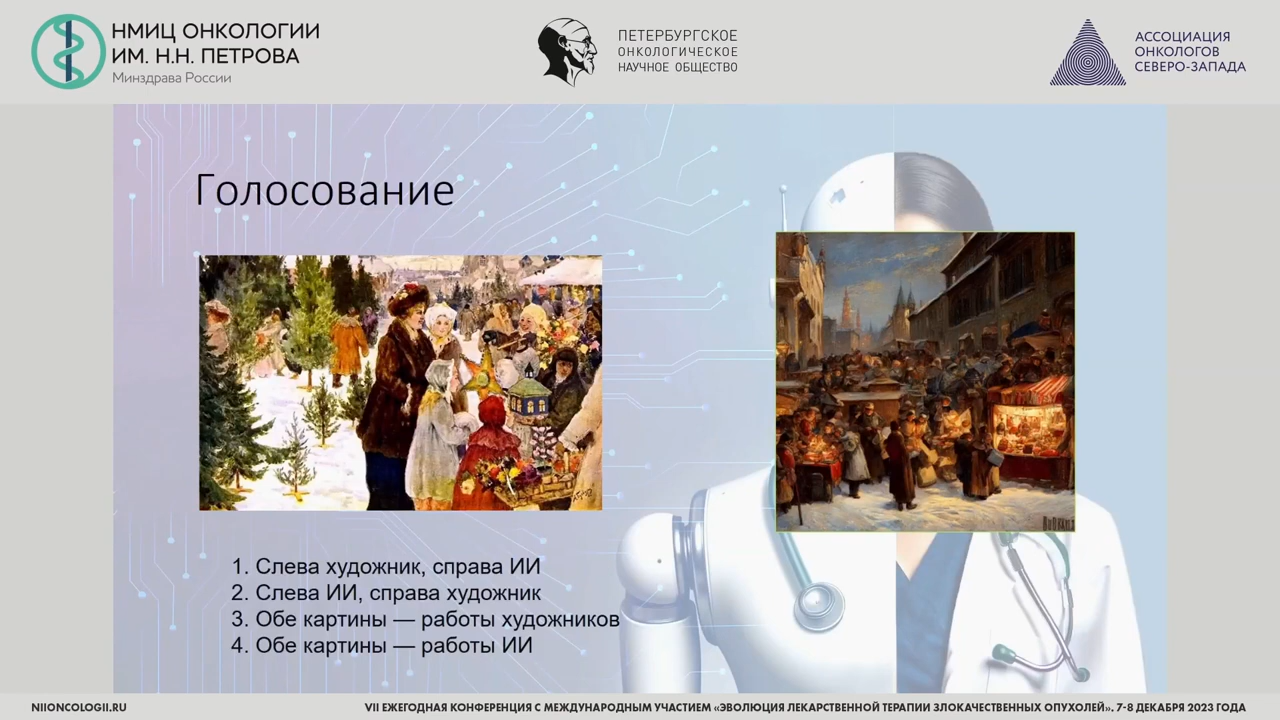 НМИЦ ОНКОЛОГИИ
ИМ. Н.Н. ПЕТРОВА
Минздрава России
ПЕТЕРБУРГСКОЕ
ОНКОЛОГИЧЕСКОЕ
НАУЧНОЕ ОБЩЕСТВО
АССОЦИАЦИЯ
ОНКОЛОГОВ
СЕВЕРО-ЗАПАДА
Голосование
1. Слева художник, справа ИИ
2. Слева ИИ, справа художник
3. Обе картины — работы художников
4. Обе картины — работы ИИ
NIIONCOLOGII.RU
VII ЕЖЕГОДНАЯ КОНФЕРЕНЦИЯ С МЕЖДУНАРОДНЫМ УЧАСТИЕМ «ЭВОЛЮЦИЯ ЛЕКАРСТВЕННОЙ ТЕРАПИИ ЗЛОКАЧЕСТВЕННЫХ ОПУХОЛЕЙ». 7-8 ДЕКАБРЯ 2023 ГОДА